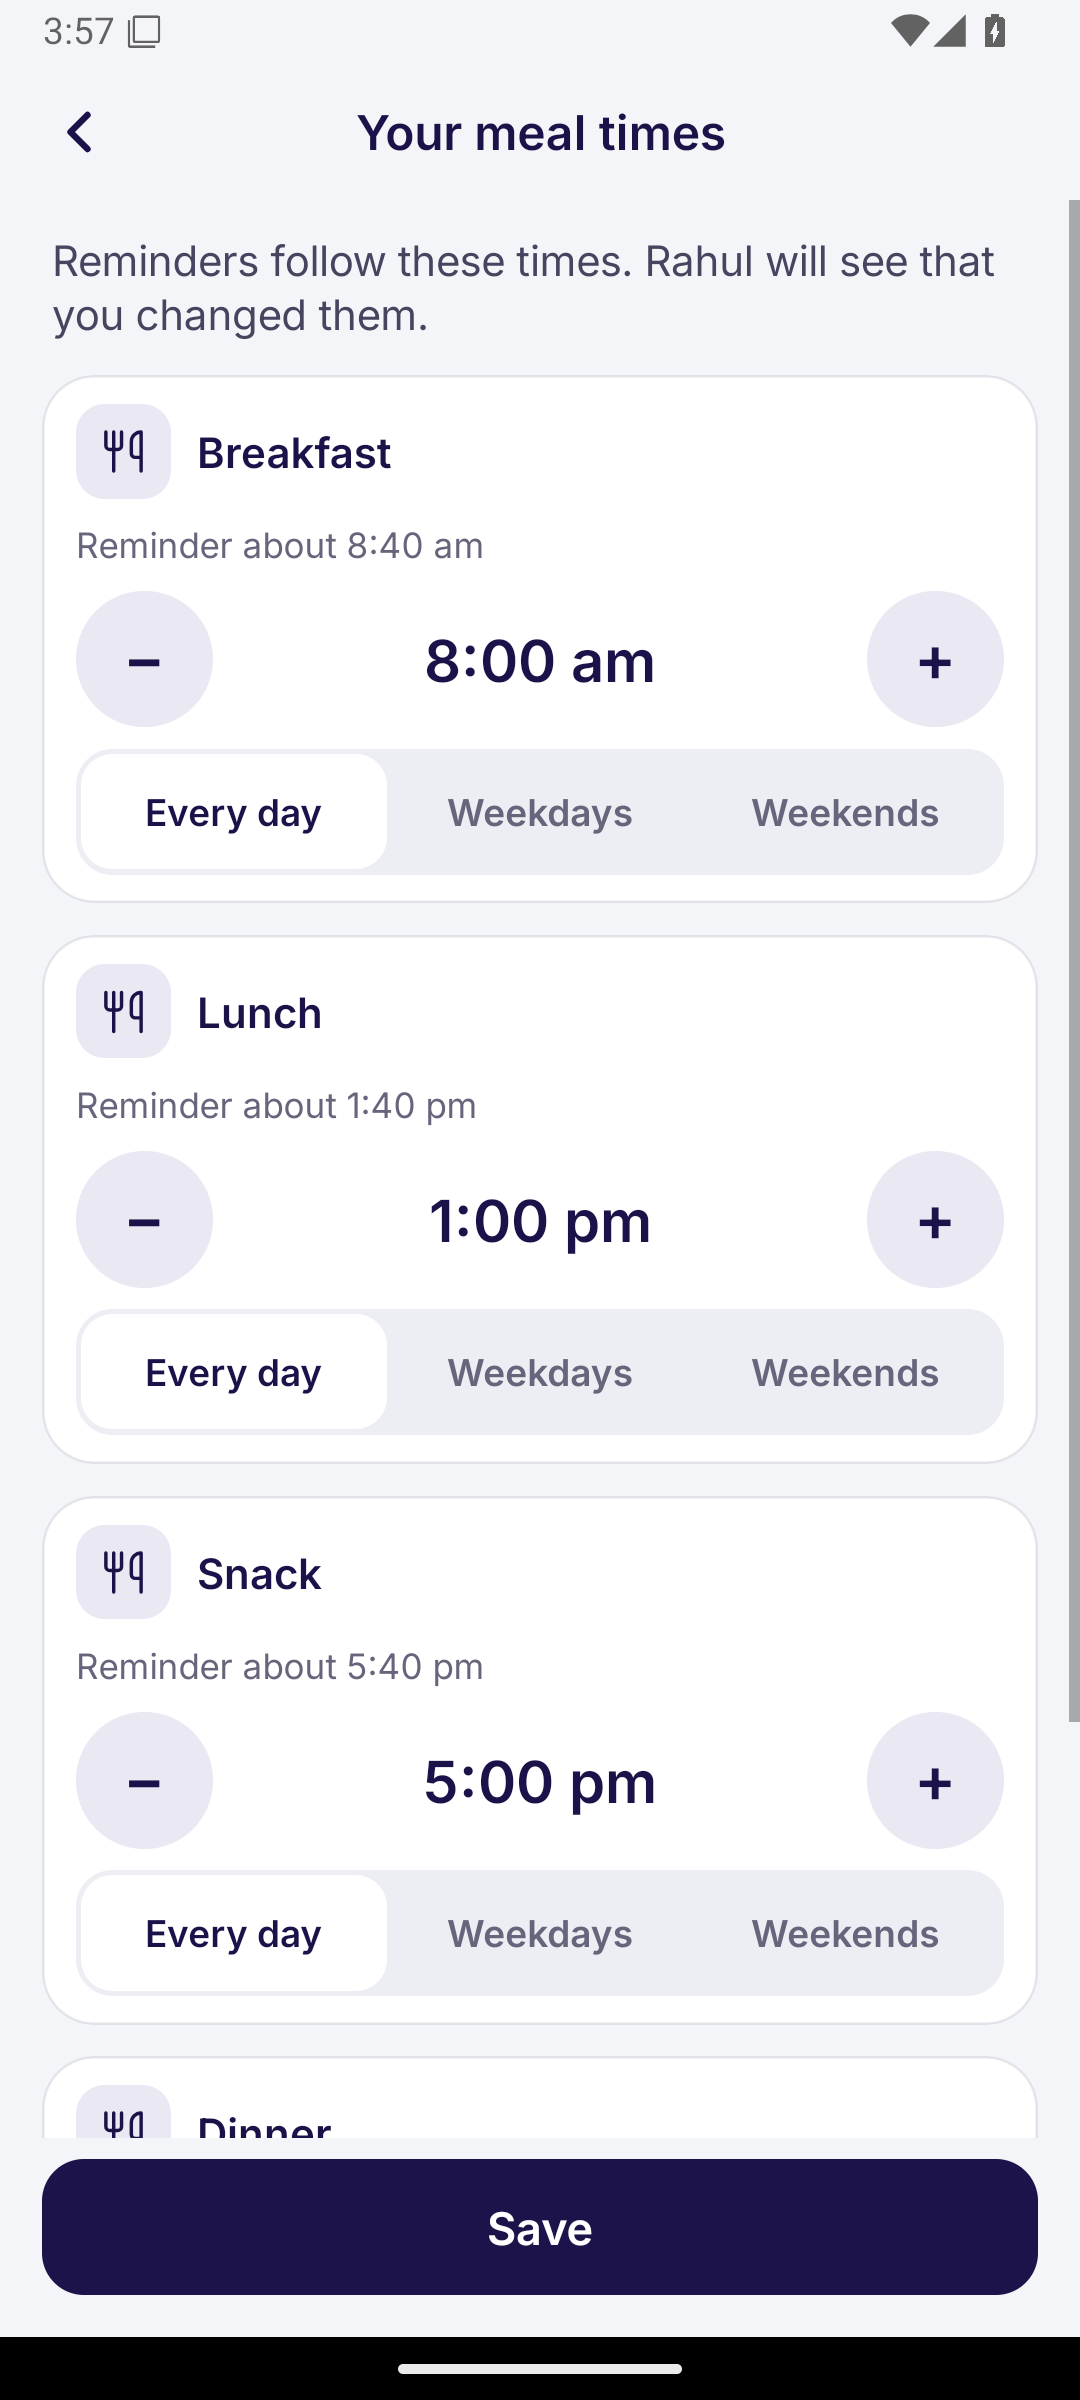 3:57
Your meal times
Reminders follow these times. Rahul will see that
you changed them.
Breakfast
Reminder about 8:40 am
− 8:00 am +
Every day Weekdays Weekends
Lunch
Reminder about 1:40 pm
− 1:00 pm +
Every day Weekdays Weekends
Snack
Reminder about 5:40 pm
− 5:00 pm +
Every day Weekdays Weekends
Dinner
Save